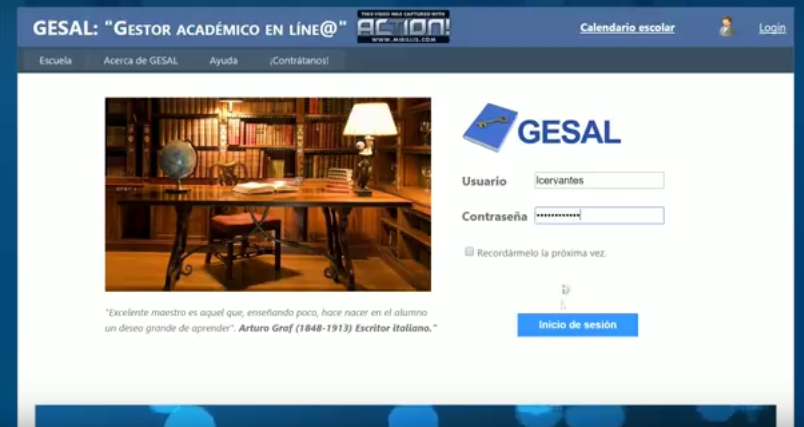 GESAL: "GESTOR ACADÉMICO EN LÍNE@"
THIS VIDEO WAS CAPTURED WITH
ACTION!
WWW.MIRILLIS.COM
Calendario escolar
Login
Escuela
Acerca de GESAL
Ayuda
¡Contrátanos!
GESAL
Usuario
lcervantes
Contraseña
••••••••••••
Recordármelo la próxima vez.
Inicio de sesión
"Excelente maestro es aquel que, enseñando poco, hace nacer en el alumno
un deseo grande de aprender". Arturo Graf (1848-1913) Escritor italiano."